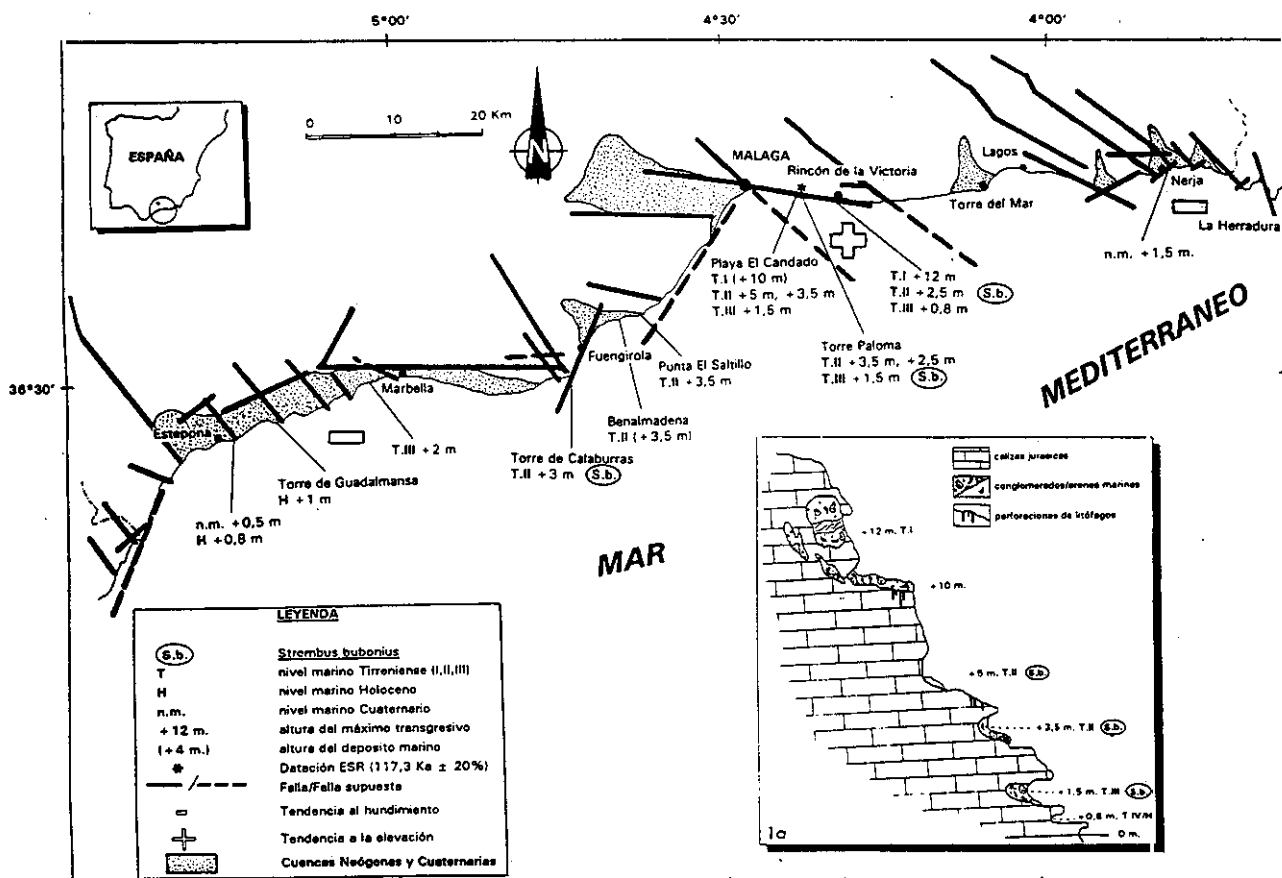 5°00'
4°30'
4°00'
36°30'
ESPAÑA
0 10 20 Km
N
MALAGA
Rincón de la Victoria
Lagos
Torre del Mar
Nerja
La Herradura
n.m. +1,5 m.
Playa El Candado
T.I (+10 m)
T.II +5 m, +3,5 m
T.III +1,5 m
T.I +12 m
T.II +2,5 m S.b.
T.III +0,8 m
Torre Paloma
T.II +3,5 m, +2,5 m
T.III +1,5 m S.b.
Fuengirola
Punta El Saltillo
T.II +3,5 m
Benalmadena
T.II (+3,5 m)
Torre de Calaburras
T.II +3 m S.b.
Marbella
T.III +2 m
Estepona
Torre de Guadalmansa
H +1 m
n.m. +0,5 m
H +0,8 m
MAR
MEDITERRANEO
LEYENDA
S.b. Strombus bubonius
T nivel marino Tirreniense (I,II,III)
H nivel marino Holoceno
n.m. nivel marino Cuaternario
+12 m. altura del máximo transgresivo
(+4 m.) altura del deposito marino
* Datación ESR (117,3 Ka ± 20%)
/ Falla/Falla supuesta
Tendencia al hundimiento
Tendencia a la elevación
Cuencas Neógenas y Cuaternarias
calizas jurasicas
conglomerados/arenas marinos
perforaciones de litófagos
+12 m. T.I
+10 m.
+5 m. T.II S.b.
+3,5 m. T.II S.b.
+1,5 m. T.III S.b.
+0,8 m. T IV/H
0 m.
1a